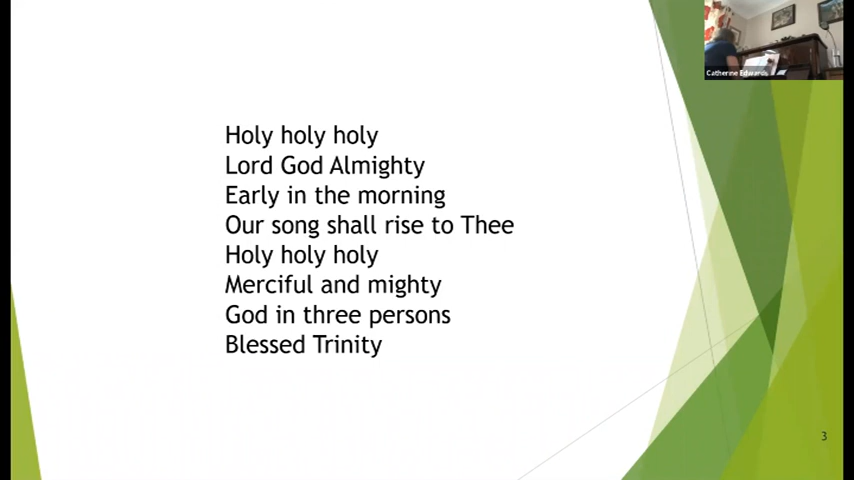 Holy holy holy
Lord God Almighty
Early in the morning
Our song shall rise to Thee
Holy holy holy
Merciful and mighty
God in three persons
Blessed Trinity
Catherine Edwards
3